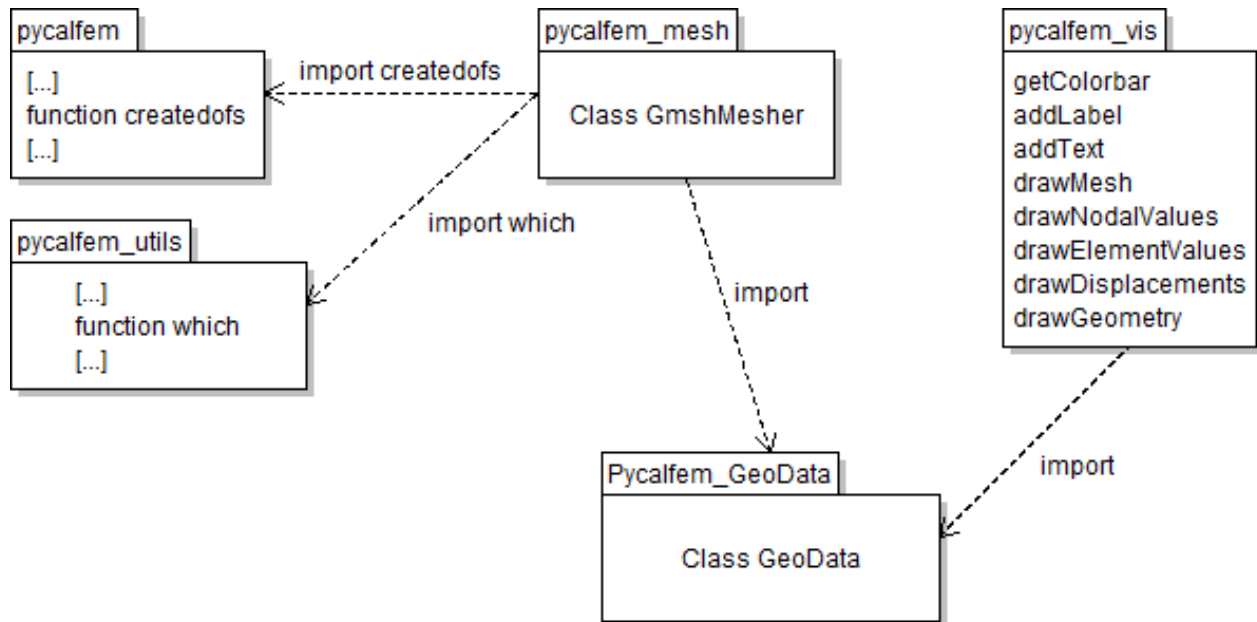 pycalfem
[...]
function createdofs
[...]
import createdofs
pycalfem_mesh
Class GmshMesher
pycalfem_vis
getColorbar
addLabel
addText
drawMesh
drawNodalValues
drawElementValues
drawDisplacements
drawGeometry
import which
pycalfem_utils
[...]
function which
[...]
import
import
Pycalfem_GeoData
Class GeoData